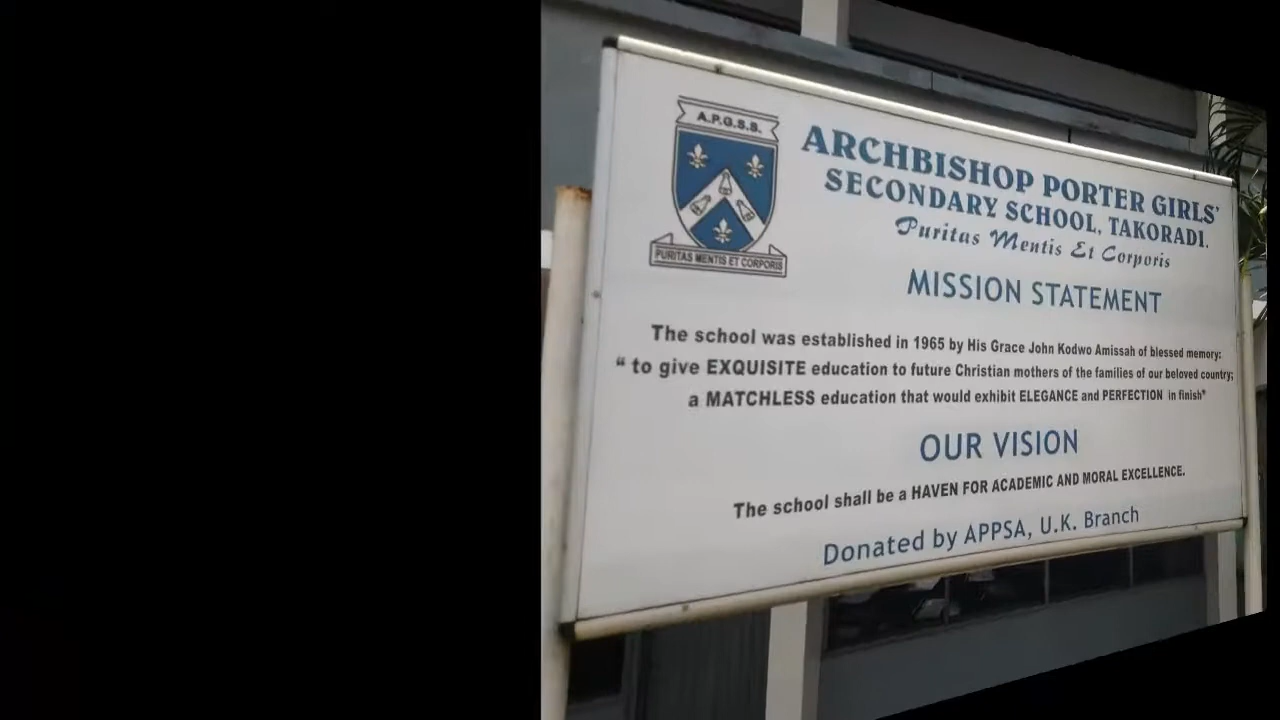 A.P.G.S.S.
PURITAS MENTIS ET CORPORIS
ARCHBISHOP PORTER GIRLS'
SECONDARY SCHOOL, TAKORADI.
Puritas Mentis Et Corporis
MISSION STATEMENT
The school was established in 1965 by His Grace John Kodwo Amissah of blessed memory:
“ to give EXQUISITE education to future Christian mothers of the families of our beloved country;
a MATCHLESS education that would exhibit ELEGANCE and PERFECTION in finish”
OUR VISION
The school shall be a HAVEN FOR ACADEMIC AND MORAL EXCELLENCE.
Donated by APPSA, U.K. Branch